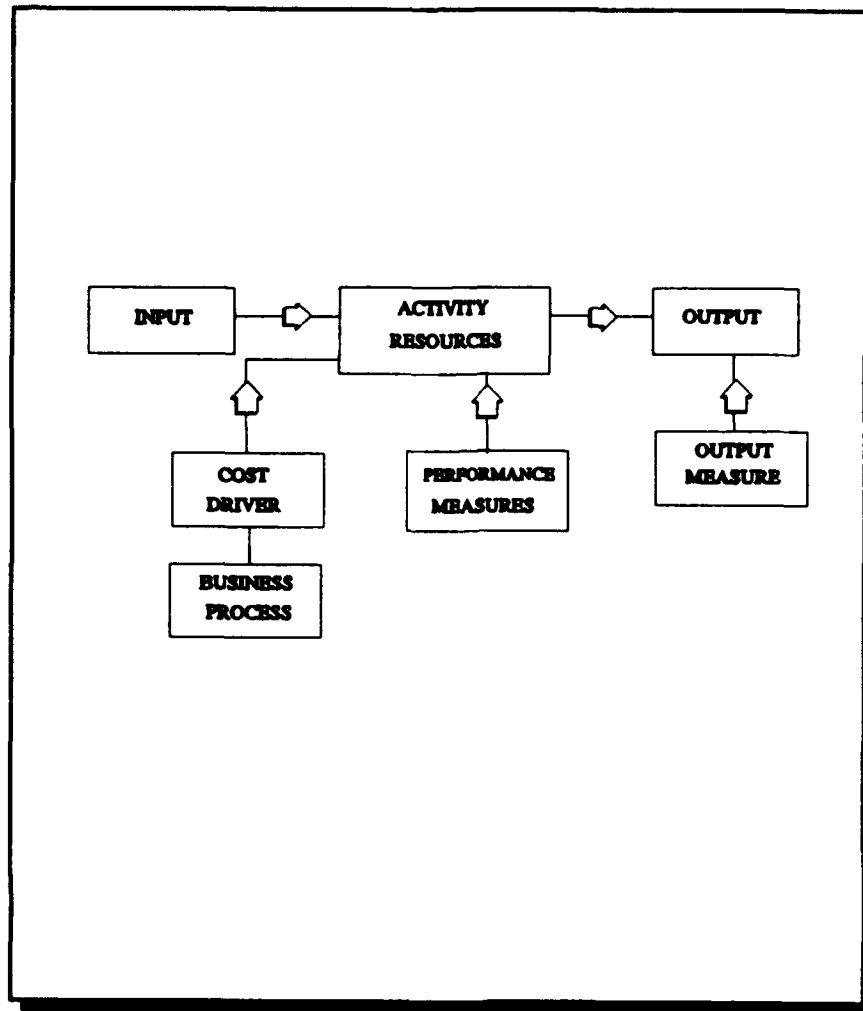 INPUT
ACTIVITY
RESOURCES
OUTPUT
COST
DRIVER
PERFORMANCE
MEASURES
OUTPUT
MEASURE
BUSINESS
PROCESS